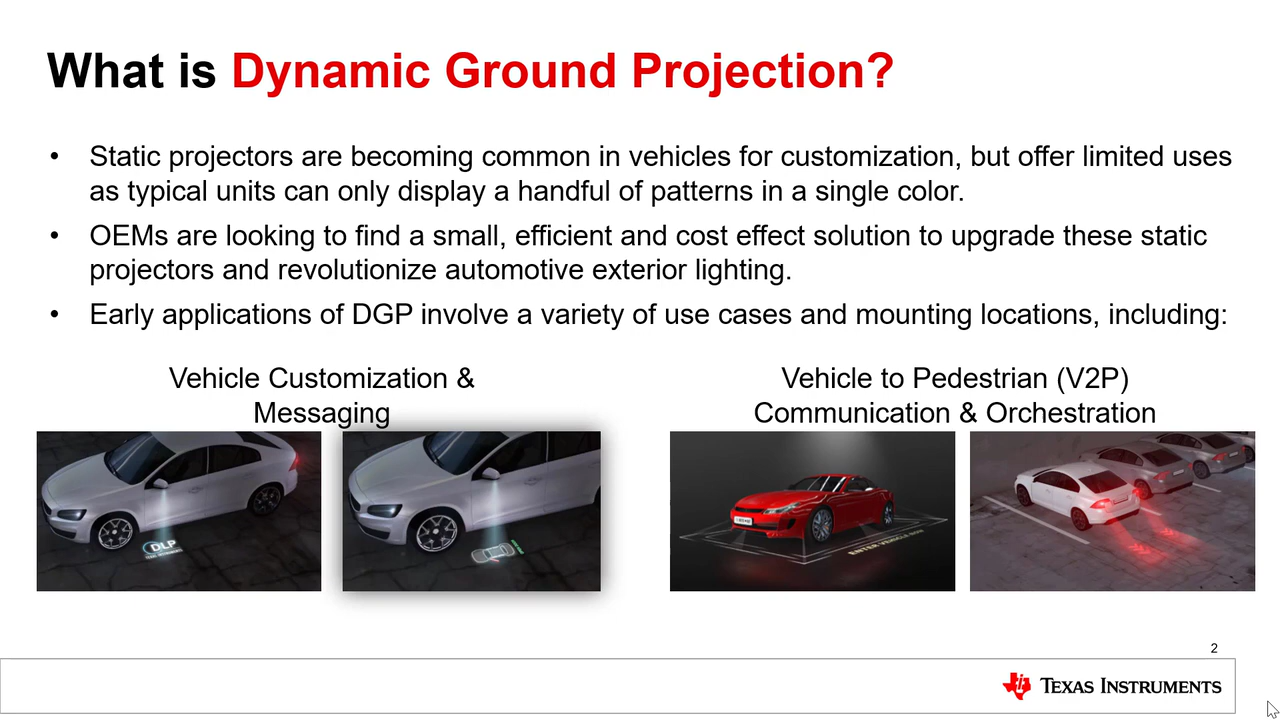 What is Dynamic Ground Projection?
• Static projectors are becoming common in vehicles for customization, but offer limited uses
as typical units can only display a handful of patterns in a single color.
• OEMs are looking to find a small, efficient and cost effect solution to upgrade these static
projectors and revolutionize automotive exterior lighting.
• Early applications of DGP involve a variety of use cases and mounting locations, including:
Vehicle Customization &
Messaging
Vehicle to Pedestrian (V2P)
Communication & Orchestration
DLP
ENTER VEHICLE
2
TEXAS INSTRUMENTS